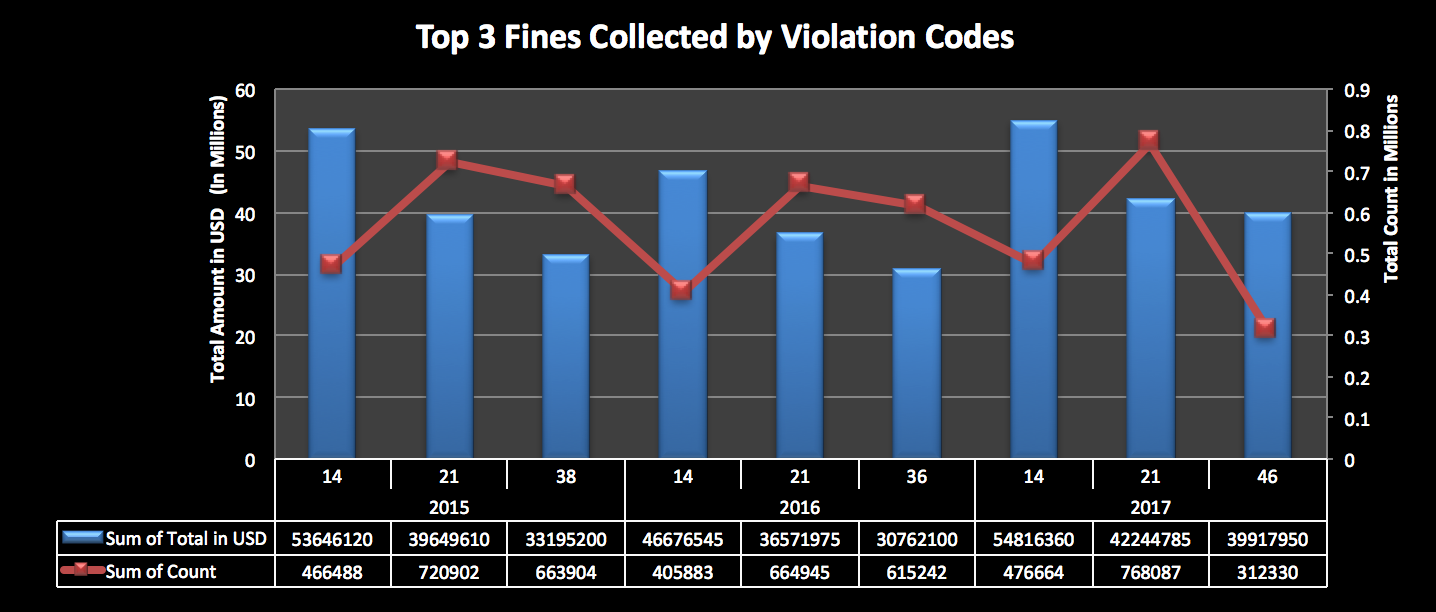 Top 3 Fines Collected by Violation Codes
Total Amount in USD (In Millions)
60
50
40
30
20
10
0
0.9
0.8
0.7
0.6
0.5
0.4
0.3
0.2
0.1
0
Total Count in Millions
14 21 38 14 21 36 14 21 46
2015 2016 2017
Sum of Total in USD 53646120 39649610 33195200 46676545 36571975 30762100 54816360 42244785 39917950
Sum of Count 466488 720902 663904 405883 664945 615242 476664 768087 312330